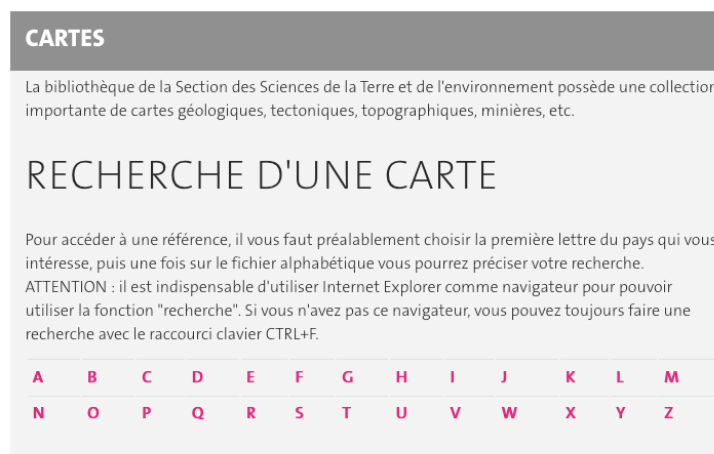 CARTES
La bibliothèque de la Section des Sciences de la Terre et de l'environnement possède une
importante de cartes géologiques, tectoniques, topographiques, minières, etc.
RECHERCHE D'UNE CARTE
Pour accéder à une référence, il vous faut préalablement choisir la première lettre du pays qui vous
intéresse, puis une fois sur le fichier alphabétique vous pourrez préciser votre recherche.
ATTENTION : il est indispensable d'utiliser Internet Explorer comme navigateur pour pouvoir
utiliser la fonction "recherche". Si vous n'avez pas ce navigateur, vous pouvez toujours faire une
recherche avec le raccourci clavier CTRL+F.
A B C D E F G H I J K L M
N O P Q R S T U V W X Y Z